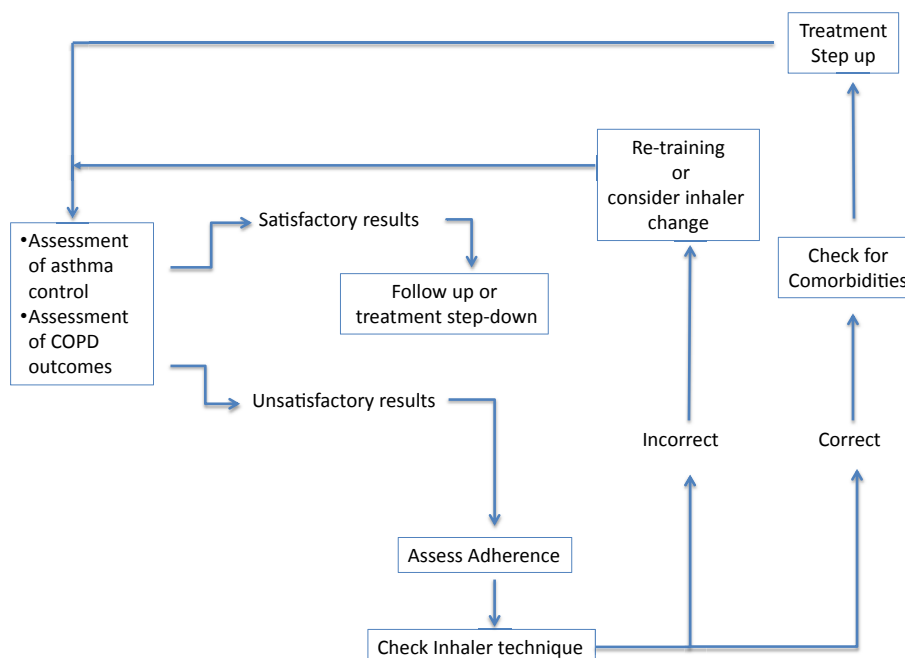 Treatment
Step up
Re-training
or
consider inhaler
change
•Assessment
of asthma
control
•Assessment
of COPD
outcomes
Satisfactory results
Follow up or
treatment step-down
Check for
Comorbidities
Unsatisfactory results
Incorrect
Correct
Assess Adherence
Check Inhaler technique